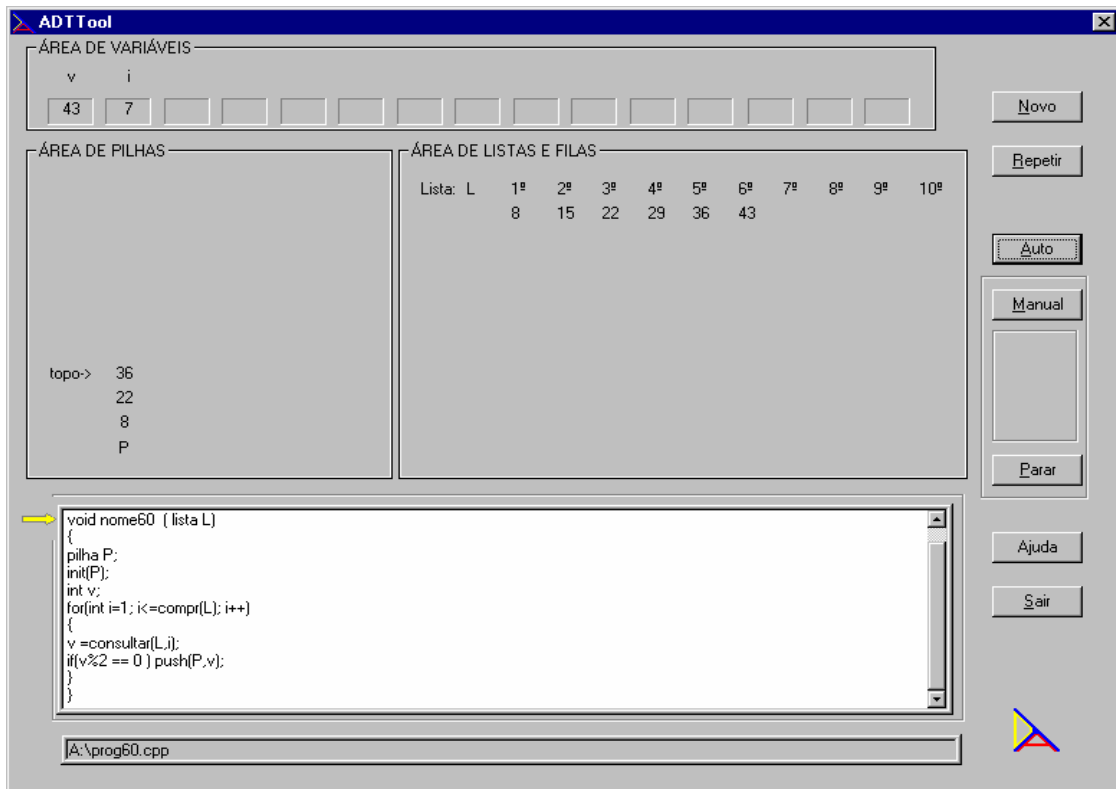 ADTTool
ÁREA DE VARIÁVEIS
v i
43 7
Novo
Repetir
Auto
Manual
Parar
Ajuda
Sair
ÁREA DE PILHAS
topo-> 36
22
8
P
ÁREA DE LISTAS E FILAS
Lista: L 1º 2º 3º 4º 5º 6º 7º 8º 9º 10º
8 15 22 29 36 43
void nome60 ( lista L)
{
pilha P;
init(P);
int v;
for(int i=1; i<=compr(L); i++)
{
v =consultar(L,i);
if(v%2 == 0 ) push(P,v);
}
}
A:\prog60.cpp